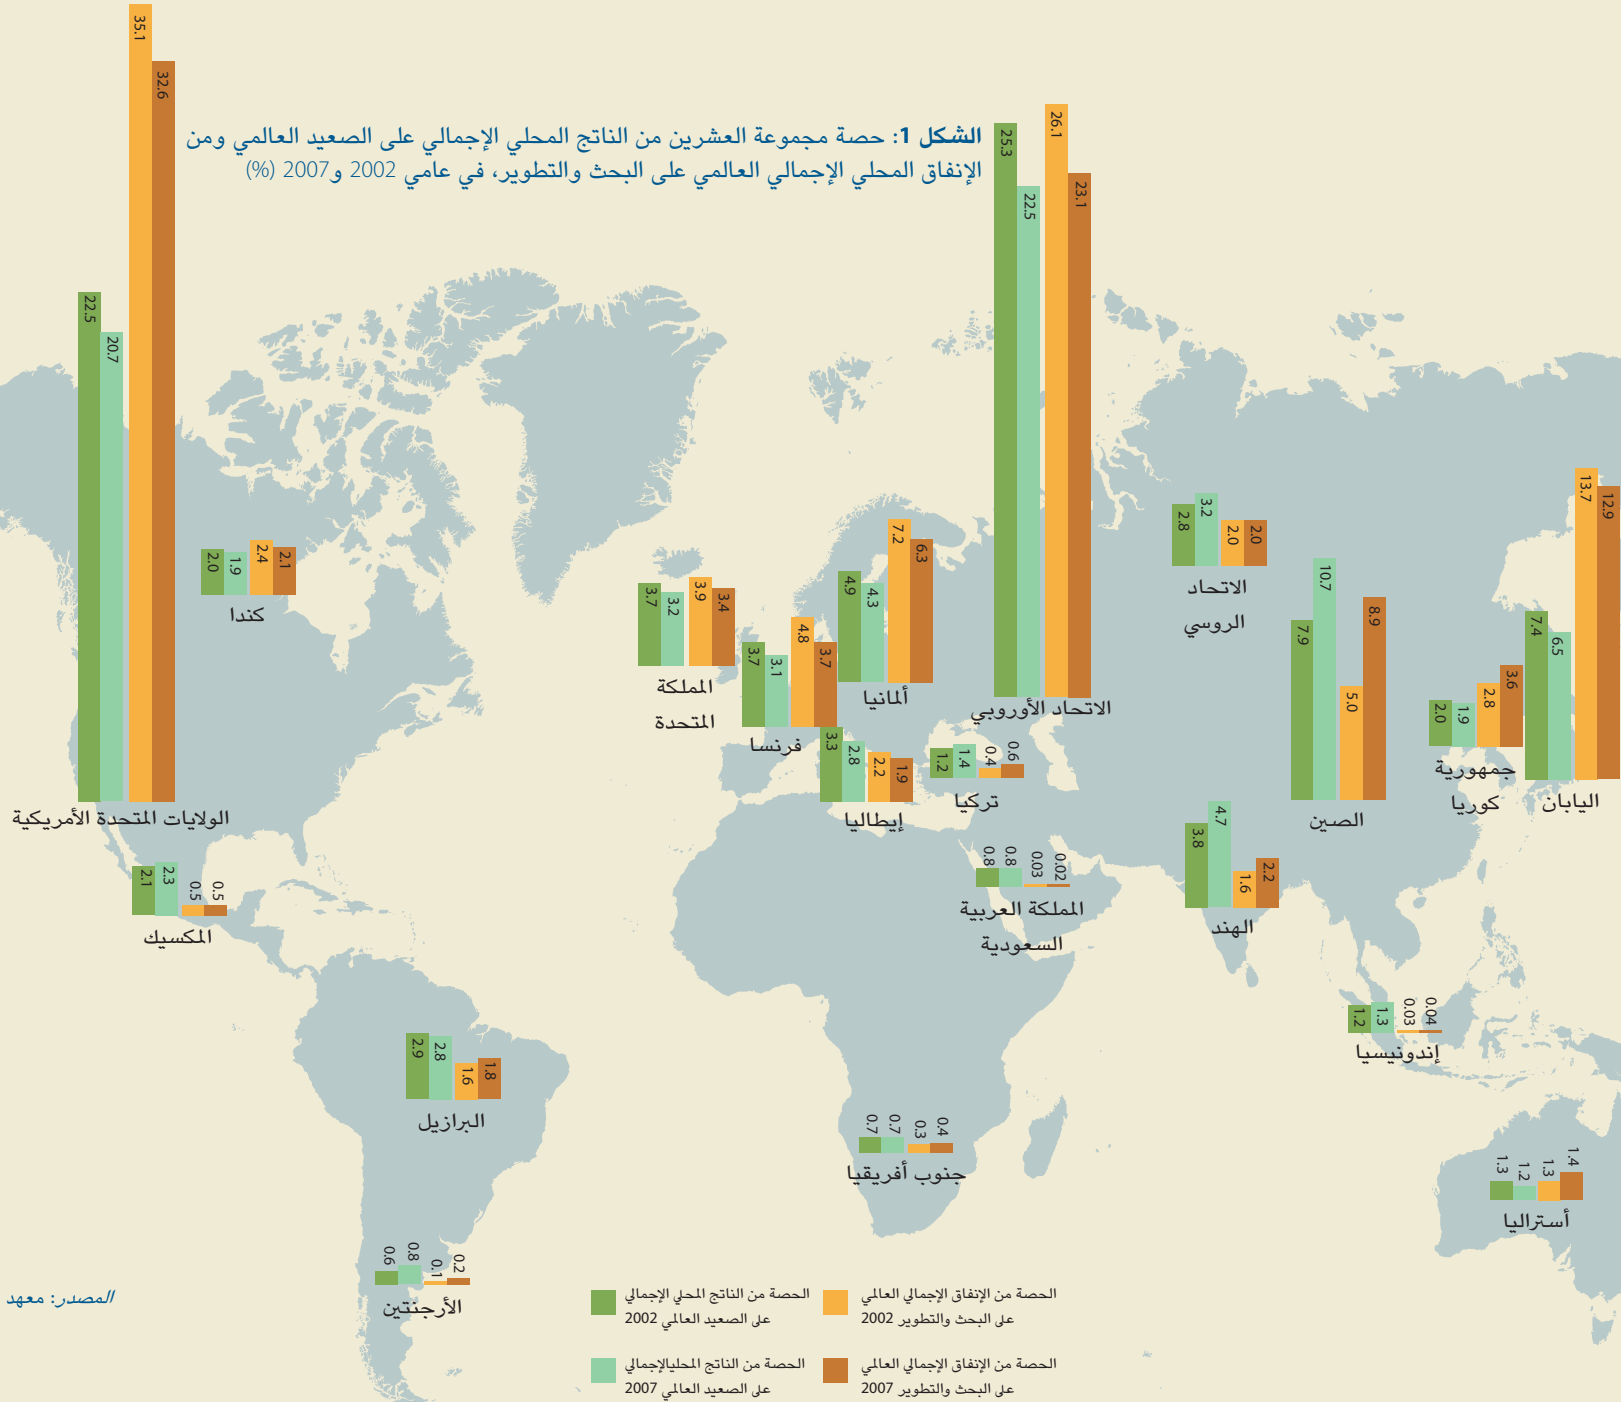 الشكل 1: حصة مجموعة العشرين من الناتج المحلي الإجمالي على الصعيد العالمي ومن
الإنفاق المحلي الإجمالي العالمي على البحث والتطوير، في عامي 2002 و2007 (%)
22.5
20.7
35.1
32.6
الولايات المتحدة الأمريكية
2.0
1.9
2.4
2.1
كندا
2.1
2.3
0.5
0.5
المكسيك
2.9
2.8
1.6
1.8
البرازيل
0.6
0.8
0.1
0.2
الأرجنتين
3.7
3.2
3.9
3.4
المملكة
المتحدة
3.7
3.1
4.8
3.7
فرنسا
4.9
4.3
7.2
6.3
ألمانيا
3.3
2.8
2.2
1.9
إيطاليا
25.3
22.5
26.1
23.1
الاتحاد الأوروبي
1.2
1.4
0.4
0.6
تركيا
0.8
0.8
0.03
0.02
المملكة العربية
السعودية
0.7
0.7
0.3
0.4
جنوب أفريقيا
2.8
3.2
2.0
2.0
الاتحاد
الروسي
7.9
10.7
5.0
8.9
الصين
3.8
4.7
1.6
2.2
الهند
2.0
1.9
2.8
3.6
جمهورية
كوريا
7.4
6.5
13.7
12.9
اليابان
1.2
1.3
0.03
0.04
إندونيسيا
1.3
1.2
1.3
1.4
أستراليا
الحصة من الإنفاق الإجمالي العالمي
على البحث والتطوير 2002
الحصة من الناتج المحلي الإجمالي
على الصعيد العالمي 2002
الحصة من الإنفاق الإجمالي العالمي
على البحث والتطوير 2007
الحصة من الناتج المحليالإجمالي
على الصعيد العالمي 2007
المصدر: معهد